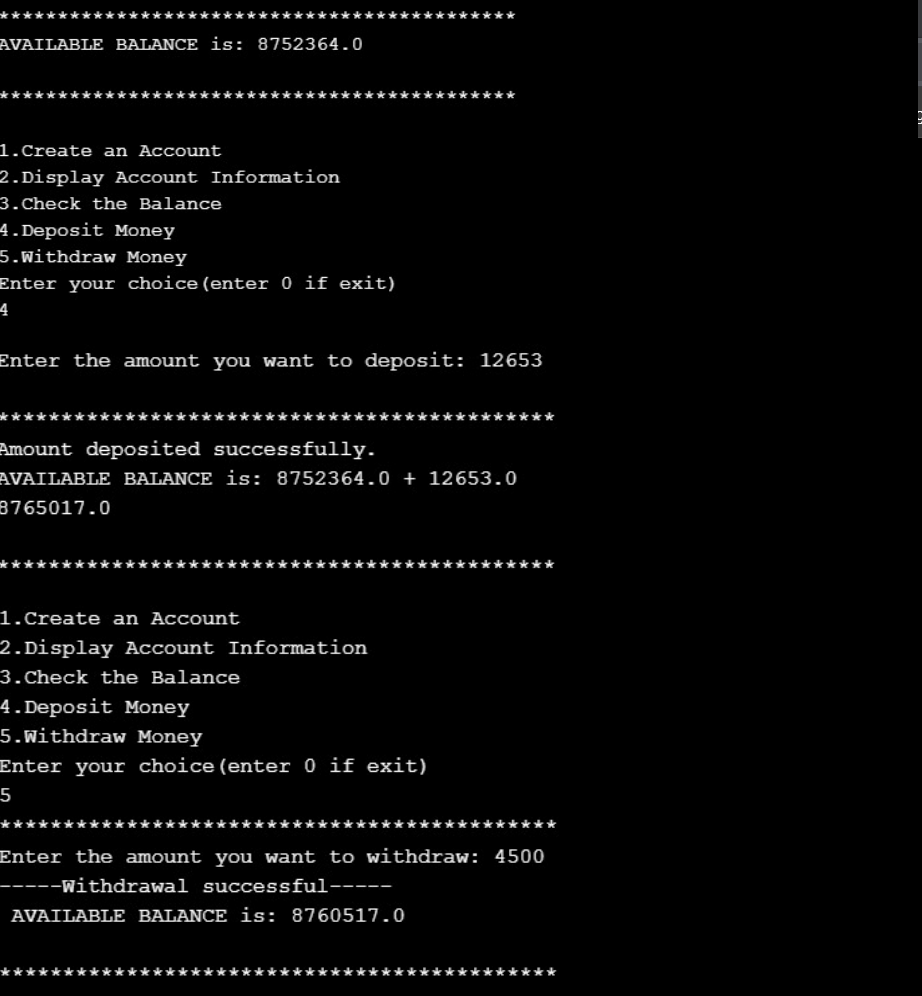 ********************************************
AVAILABLE BALANCE is: 8752364.0
********************************************
1.Create an Account
2.Display Account Information
3.Check the Balance
4.Deposit Money
5.Withdraw Money
Enter your choice(enter 0 if exit)
4
Enter the amount you want to deposit: 12653
********************************************
Amount deposited successfully.
AVAILABLE BALANCE is: 8752364.0 + 12653.0
8765017.0
********************************************
1.Create an Account
2.Display Account Information
3.Check the Balance
4.Deposit Money
5.Withdraw Money
Enter your choice(enter 0 if exit)
5
********************************************
Enter the amount you want to withdraw: 4500
-----Withdrawal successful-----
AVAILABLE BALANCE is: 8760517.0
********************************************